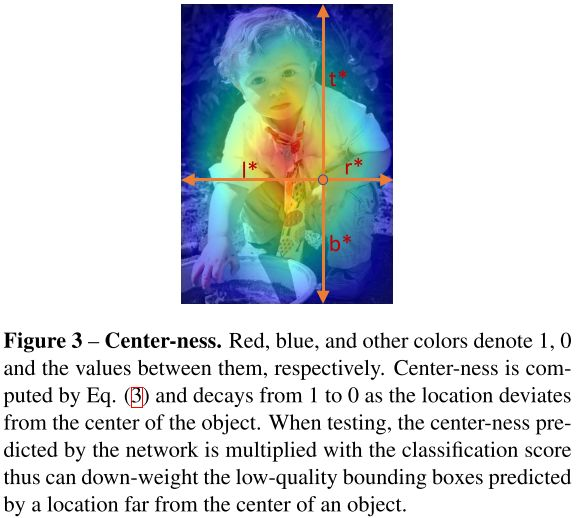 t*
l*
r*
b*
Figure 3 – Center-ness. Red, blue, and other colors denote 1, 0
and the values between them, respectively. Center-ness is com-
puted by Eq. (3) and decays from 1 to 0 as the location deviates
from the center of the object. When testing, the center-ness pre-
dicted by the network is multiplied with the classification score
thus can down-weight the low-quality bounding boxes predicted
by a location far from the center of an object.